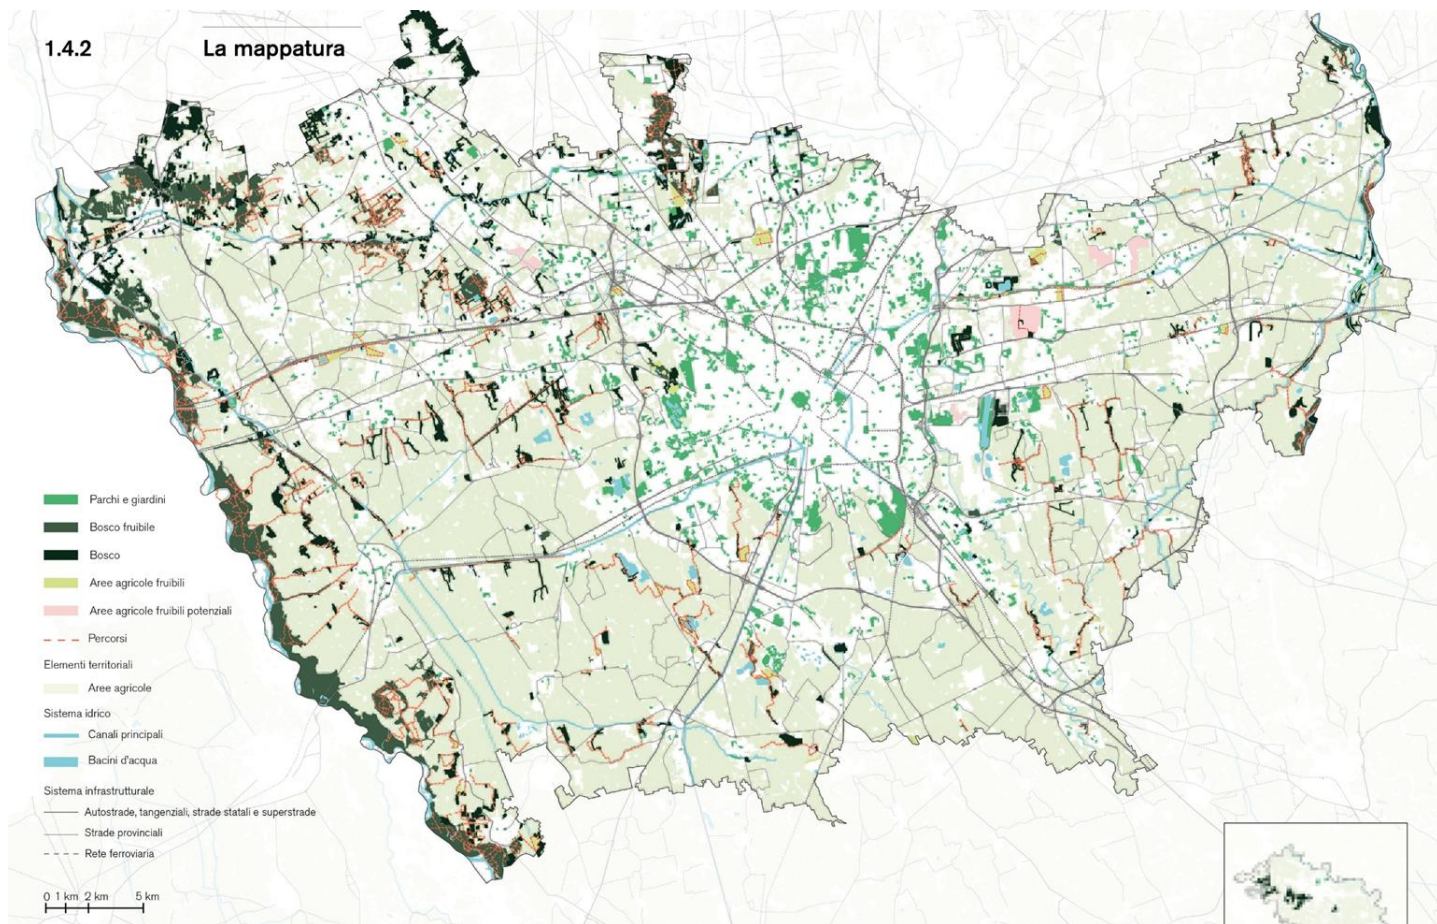 1.4.2
La mappatura
Parchi e giardini
Bosco fruibile
Bosco
Aree agricole fruibili
Aree agricole fruibili potenziali
Percorsi
Elementi territoriali
Aree agricole
Sistema idrico
Canali principali
Bacini d'acqua
Sistema infrastrutturale
Autostrade, tangenziali, strade statali e superstrade
Strade provinciali
Rete ferroviaria
0 1 km 2 km 5 km